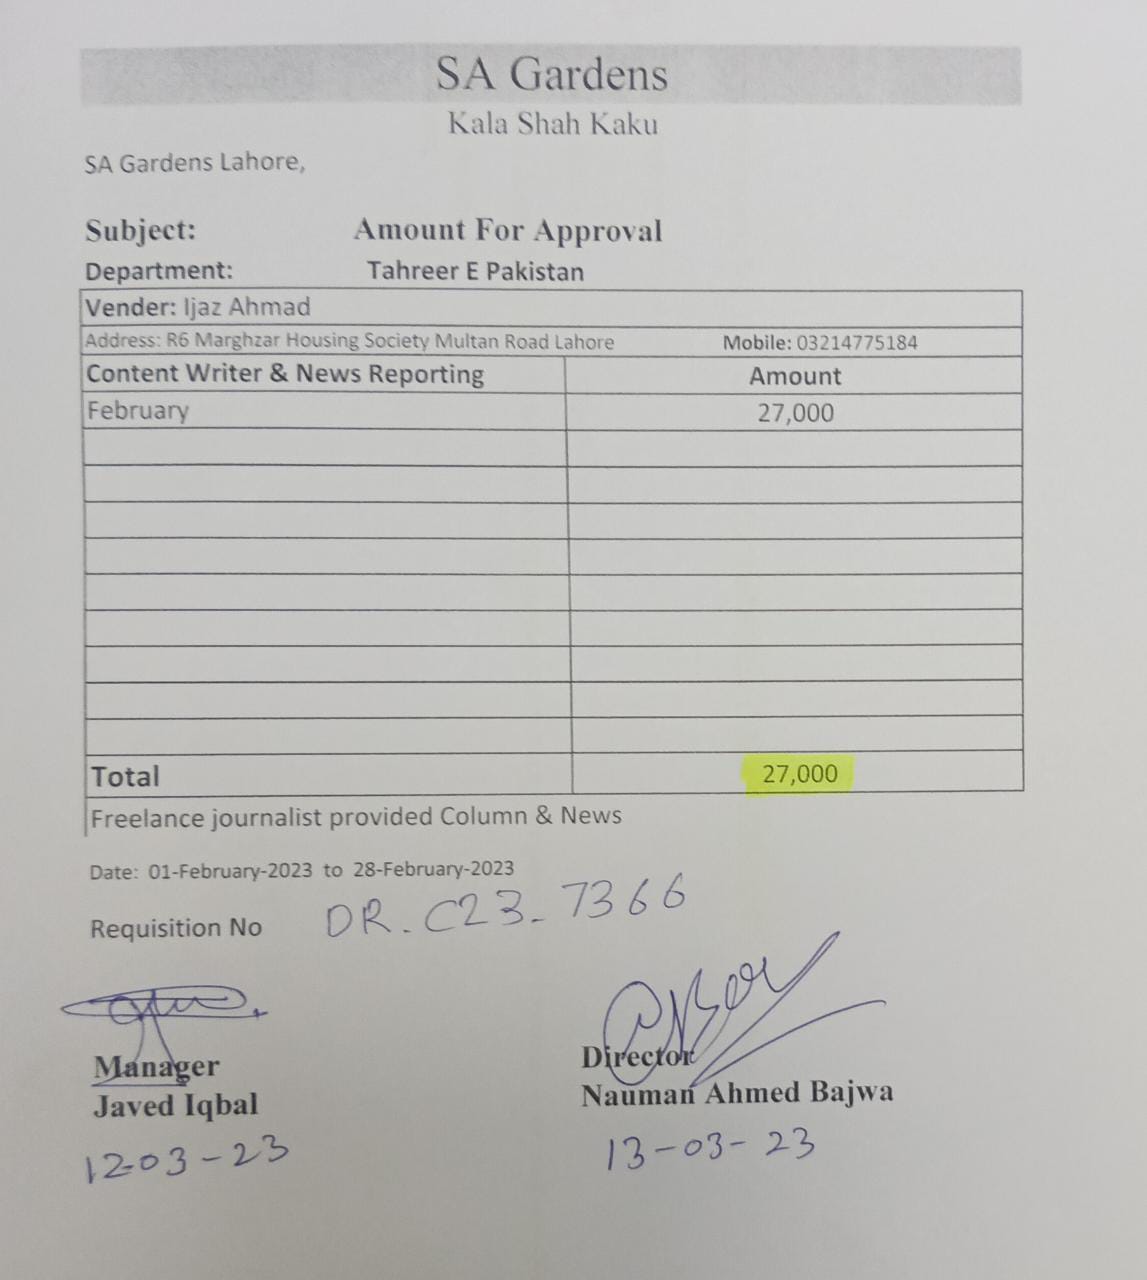 SA Gardens
Kala Shah Kaku
SA Gardens Lahore,
Subject: Amount For Approval
Department: Tahreer E Pakistan
Vender: Ijaz Ahmad
Address: R6 Marghzar Housing Society Multan Road Lahore Mobile: 03214775184
Content Writer & News Reporting Amount
February 27,000
Total 27,000
Freelance journalist provided Column & News
Date: 01-February-2023 to 28-February-2023
Requisition No DR. C23-7366
Manager Director
Javed Iqbal Nauman Ahmed Bajwa
12-03-23 13-03-23